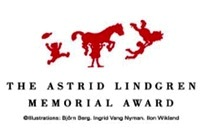 THE ASTRID LINDGREN
MEMORIAL AWARD
©Illustrations: Björn Berg, Ingrid Vang Nyman, Ilon Wikland